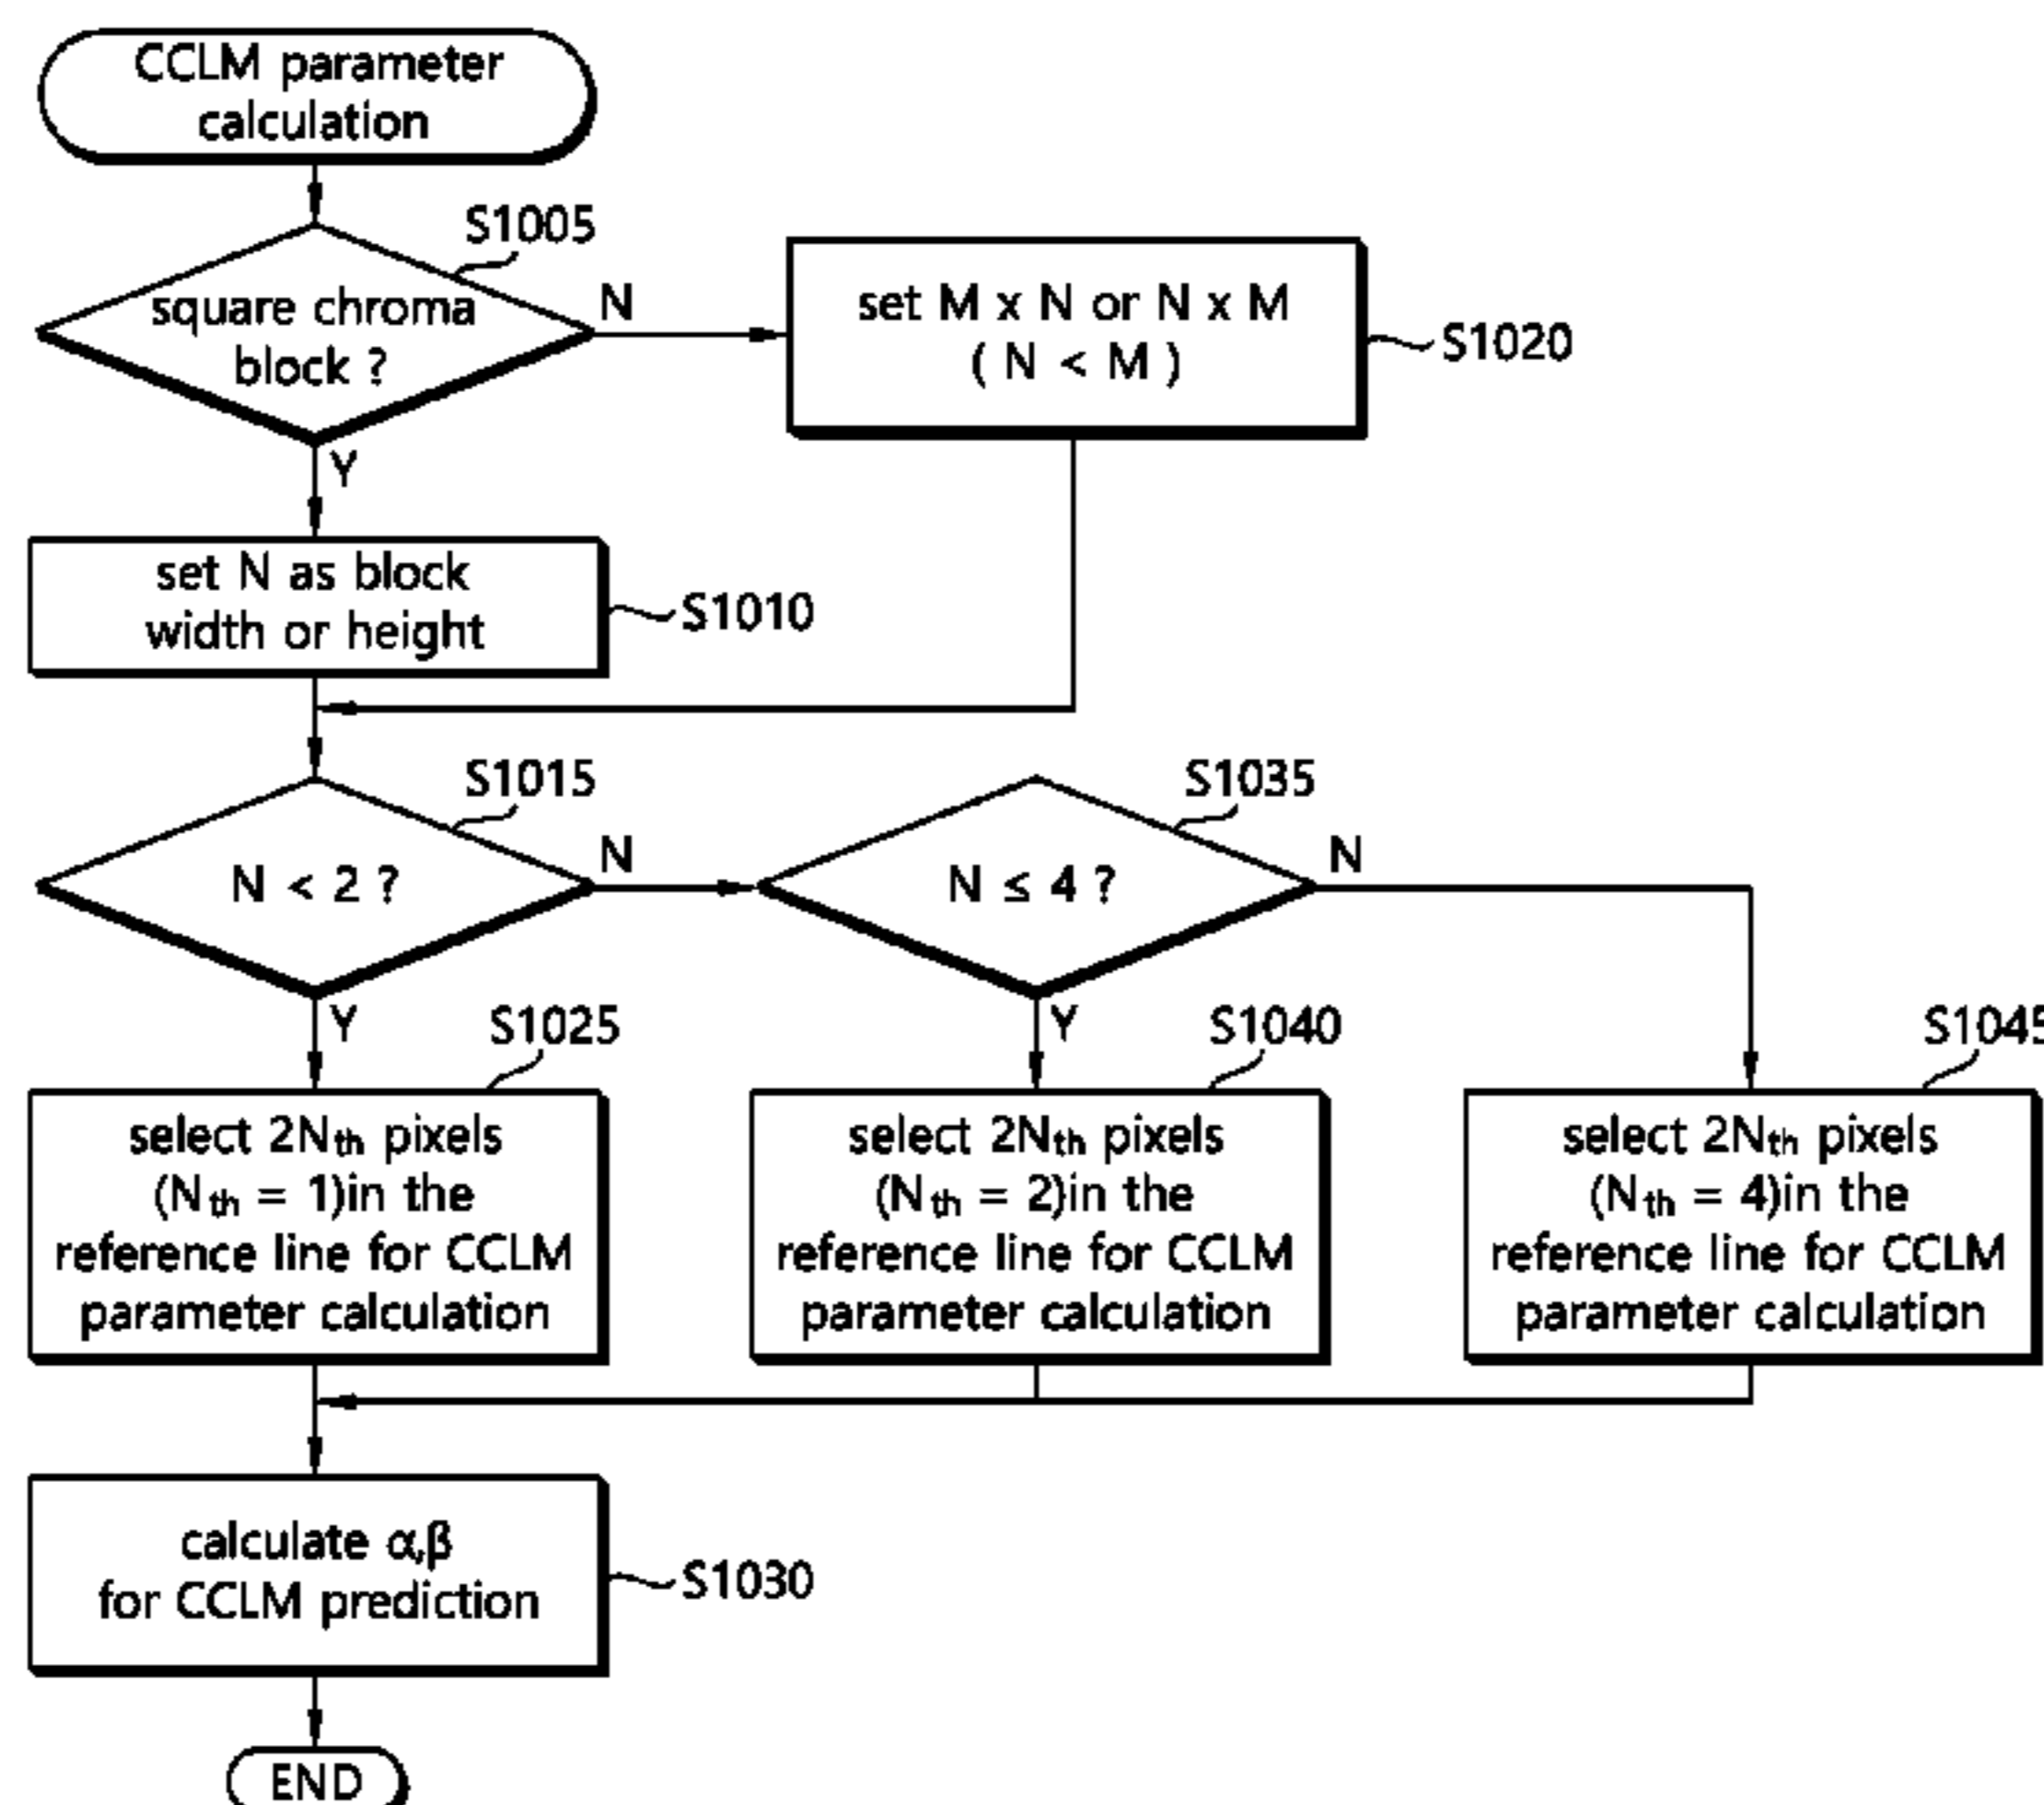 CCLM parameter
calculation
S1005
square chroma
block ?
N
set M x N or N x M
( N < M )
S1020
Y
set N as block
width or height
S1010
S1015
N < 2 ?
N
S1035
N ≤ 4 ?
N
Y
S1025
select 2Nth pixels
(Nth = 1)in the
reference line for CCLM
parameter calculation
Y
S1040
select 2Nth pixels
(Nth = 2)in the
reference line for CCLM
parameter calculation
S1045
select 2Nth pixels
(Nth = 4)in the
reference line for CCLM
parameter calculation
calculate α,β
for CCLM prediction
S1030
END